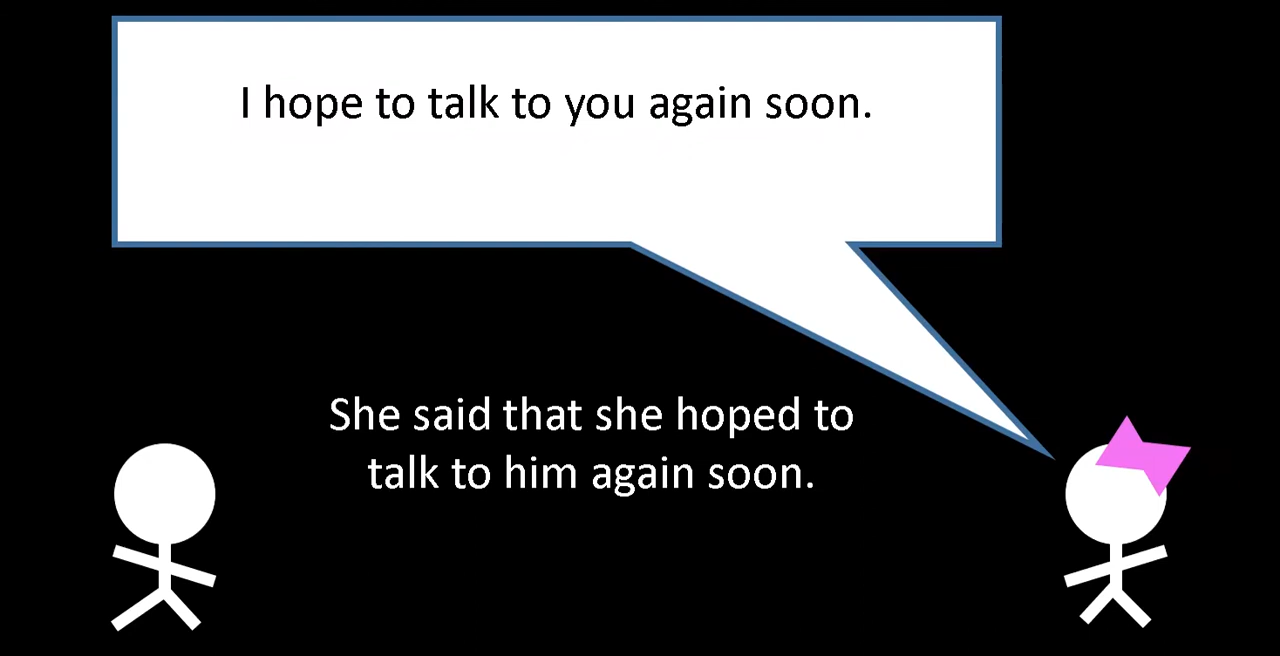 I hope to talk to you again soon.
She said that she hoped to
talk to him again soon.